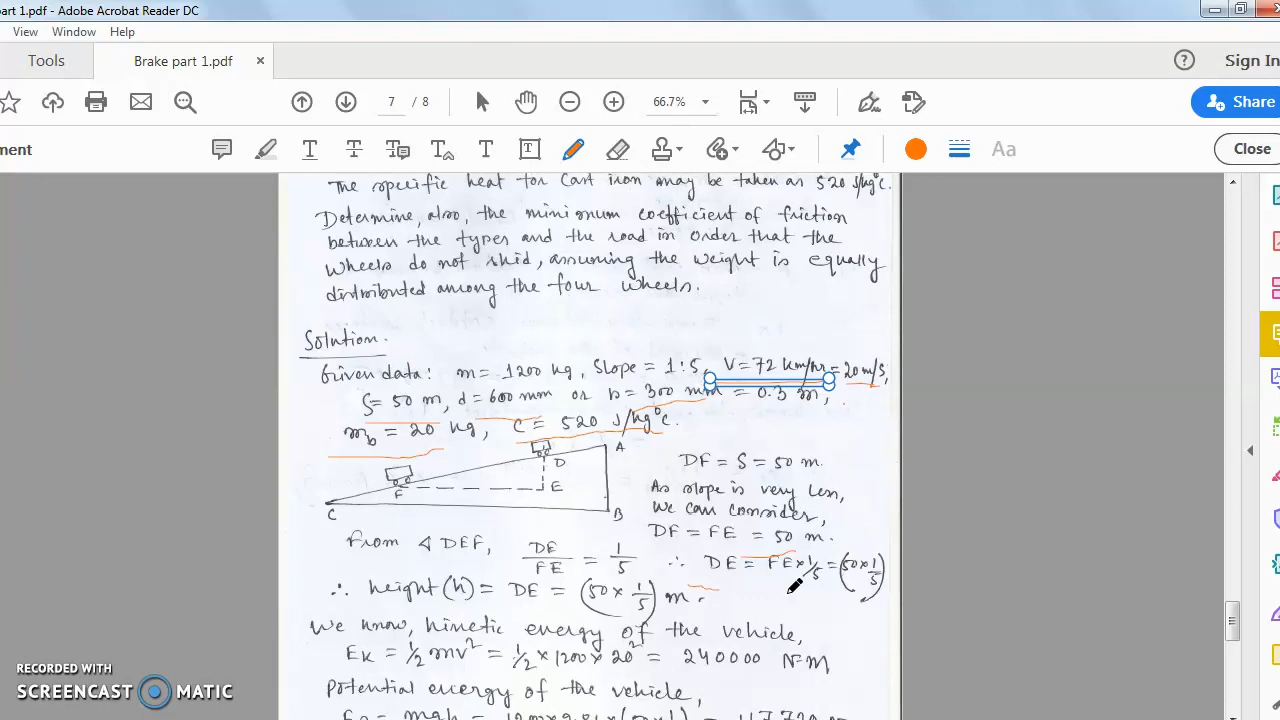 part 1.pdf - Adobe Acrobat Reader DC
View Window Help
Tools Brake part 1.pdf × Sign In
7 / 8 66.7% Share
ment Aa Close
The specific heat for cast iron may be taken as 520 J/kg°C.
Determine, also, the minimum coefficient of friction
between the types and the road in order that the
wheels do not skid, assuming the weight is equally
distributed among the four wheels.
Solution.
Given data: m = 1200 kg, Slope = 1:5, V = 72 km/hr = 20 m/s,
S = 50 m, d = 600 mm or r = 300 mm = 0.3 m,
m_b = 20 kg, C = 520 J/kg°C.
A
D
E
F
C
B
DF = S = 50 m.
As slope is very less,
we can consider,
DF = FE = 50 m.
From △ DEF, DE/FE = 1/5 ∴ DE = FE × 1/5 = (50 × 1/5)
∴ height (h) = DE = (50 × 1/5) m.
We know, kinetic energy of the vehicle,
E_K = 1/2 mv² = 1/2 × 1200 × 20² = 240000 N-m
potential energy of the vehicle,
RECORDED WITH
SCREENCAST MATIC